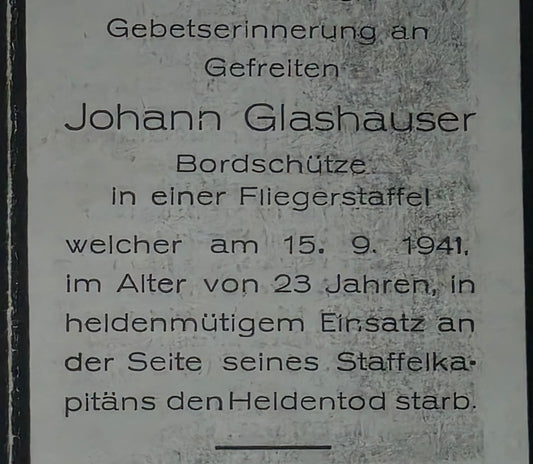 Gebetserinnerung an
Gefreiten
Johann Glashauser
Bordschütze
in einer Fliegerstaffel
welcher am 15. 9. 1941,
im Alter von 23 Jahren, in
heldenmütigem Einsatz an
der Seite seines Staffelka-
pitäns den Heldentod starb.